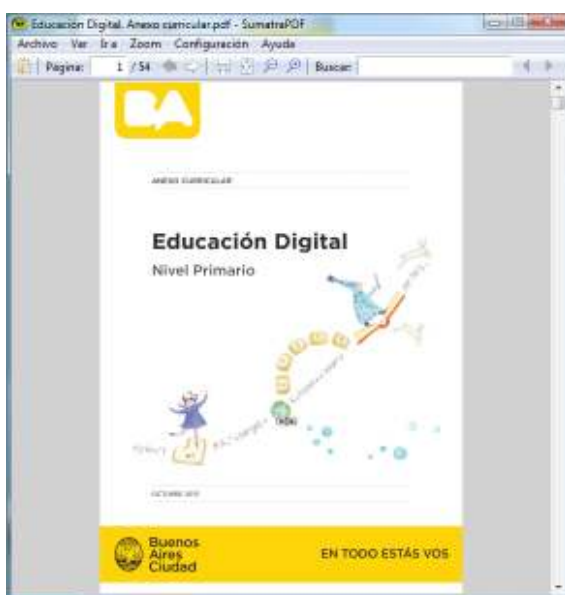 Educación Digital. Anexo curricular.pdf - SumatraPDF
Archivo Ver Ir a Zoom Configuración Ayuda
Página: 1 / 54 Buscar:
BA
ANEXO CURRICULAR
Educación Digital
Nivel Primario
Buenos
Aires
Ciudad
EN TODO ESTÁS VOS